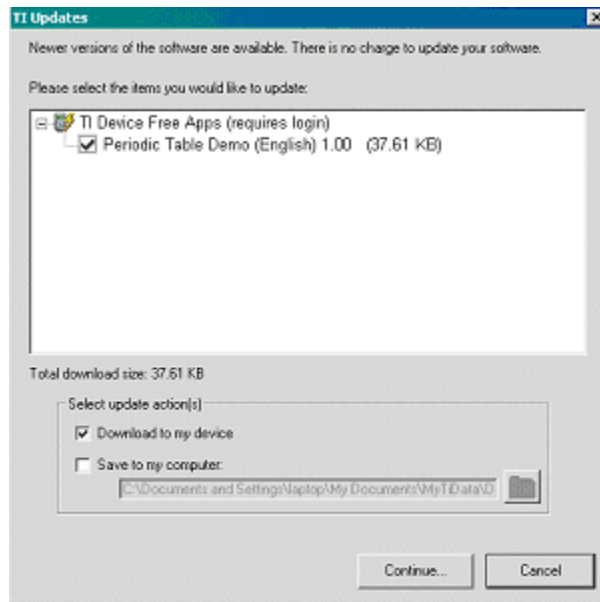 TI Updates
Newer versions of the software are available. There is no charge to update your software.
Please select the items you would like to update:
TI Device Free Apps (requires login)
Periodic Table Demo (English) 1.00 (37.61 KB)
Total download size: 37.61 KB
Select update action(s)
Download to my device
Save to my computer:
C:\Documents and Settings\laptop\My Documents\MyTIData\D
Continue...
Cancel